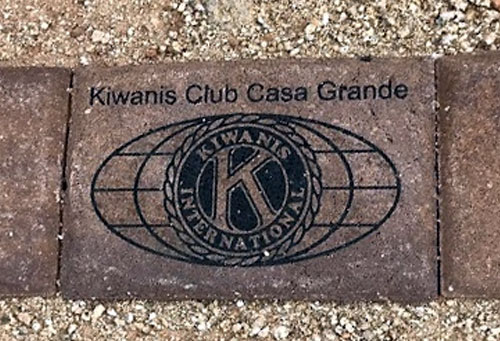 Kiwanis Club Casa Grande
KIWANIS
K
INTERNATIONAL